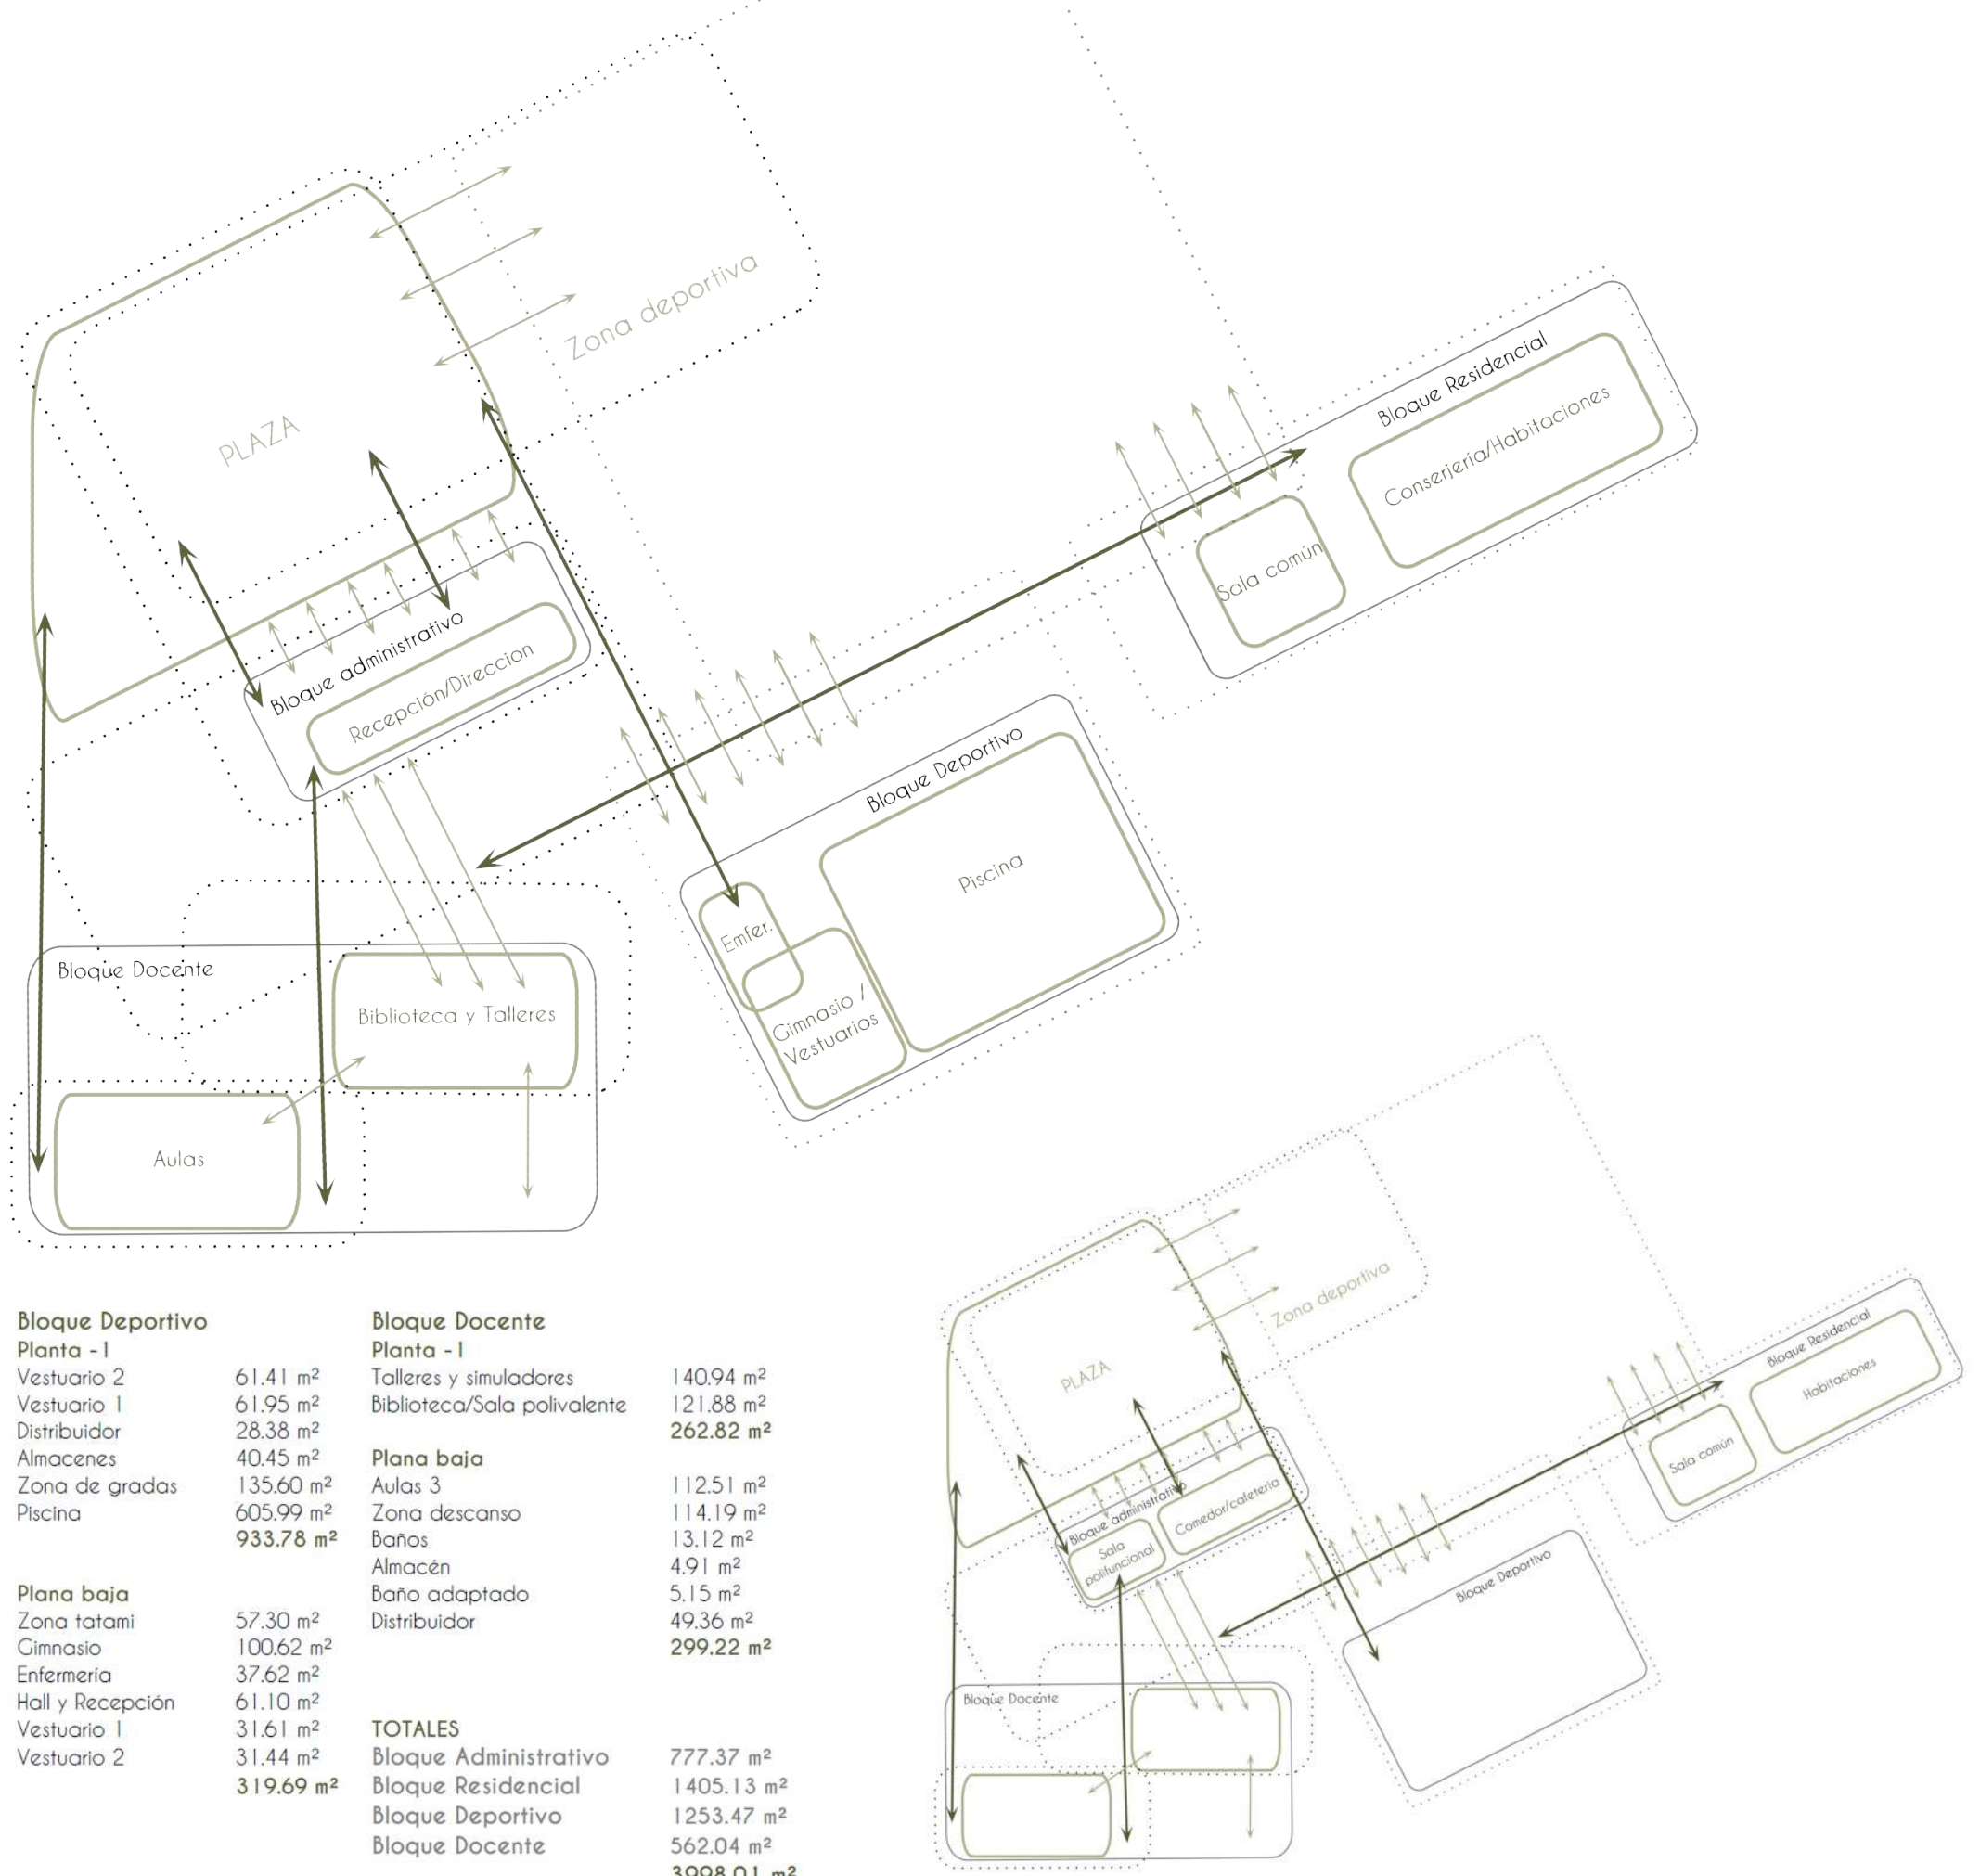 Zona deportiva
PLAZA
Bloque Residencial
Conserjería/Habitaciones
Sala común
Bloque administrativo
Recepción/Direccion
Bloque Deportivo
Piscina
Emfer.
Gimnasio /
Vestuarios
Bloque Docente
Biblioteca y Talleres
Aulas
Bloque Deportivo
Planta -1
Vestuario 2 61.41 m²
Vestuario 1 61.95 m²
Distribuidor 28.38 m²
Almacenes 40.45 m²
Zona de gradas 135.60 m²
Piscina 605.99 m²
933.78 m²
Plana baja
Zona tatami 57.30 m²
Gimnasio 100.62 m²
Enfermería 37.62 m²
Hall y Recepción 61.10 m²
Vestuario 1 31.61 m²
Vestuario 2 31.44 m²
319.69 m²
Bloque Docente
Planta -1
Talleres y simuladores 140.94 m²
Biblioteca/Sala polivalente 121.88 m²
262.82 m²
Plana baja
Aulas 3 112.51 m²
Zona descanso 114.19 m²
Baños 13.12 m²
Almacén 4.91 m²
Baño adaptado 5.15 m²
Distribuidor 49.36 m²
299.22 m²
TOTALES
Bloque Administrativo 777.37 m²
Bloque Residencial 1405.13 m²
Bloque Deportivo 1253.47 m²
Bloque Docente 562.04 m²
3998.01 m²
Zona deportiva
PLAZA
Bloque Residencial
Habitaciones
Sala común
Bloque administrativo
Comedor/cafetería
Sala
polifuncional
Bloque Deportivo
Bloque Docente